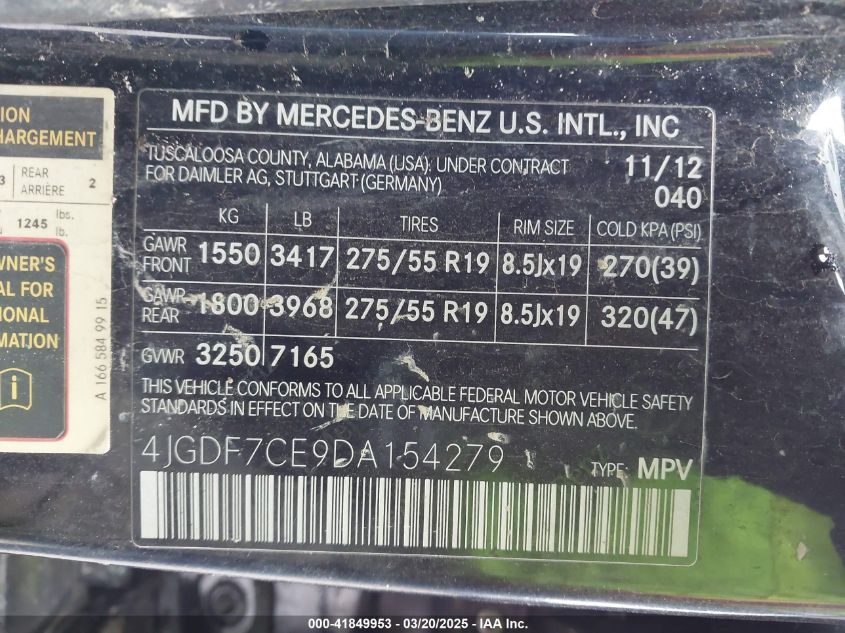 ION
CHARGEMENT
3 REAR ARRIÈRE 2
N 1245 lbs. lb.
WNER'S
AL FOR
IONAL
MATION
i
A 166 584 99 15
MFD BY MERCEDES-BENZ U.S. INTL., INC
TUSCALOOSA COUNTY, ALABAMA (USA). UNDER CONTRACT
FOR DAIMLER AG, STUTTGART (GERMANY)
11/12
040
KG LB TIRES RIM SIZE COLD KPA (PSI)
GAWR FRONT 1550 3417 275/55 R19 8.5Jx19 270(39)
GAWR REAR 1800 3968 275/55 R19 8.5Jx19 320(47)
GVWR 3250 7165
THIS VEHICLE CONFORMS TO ALL APPLICABLE FEDERAL MOTOR VEHICLE SAFETY
STANDARDS IN EFFECT ON THE DATE OF MANUFACTURE SHOWN ABOVE.
4JGDF7CE9DA154279 TYPE: MPV
000-41849953 - 03/20/2025 - IAA Inc.